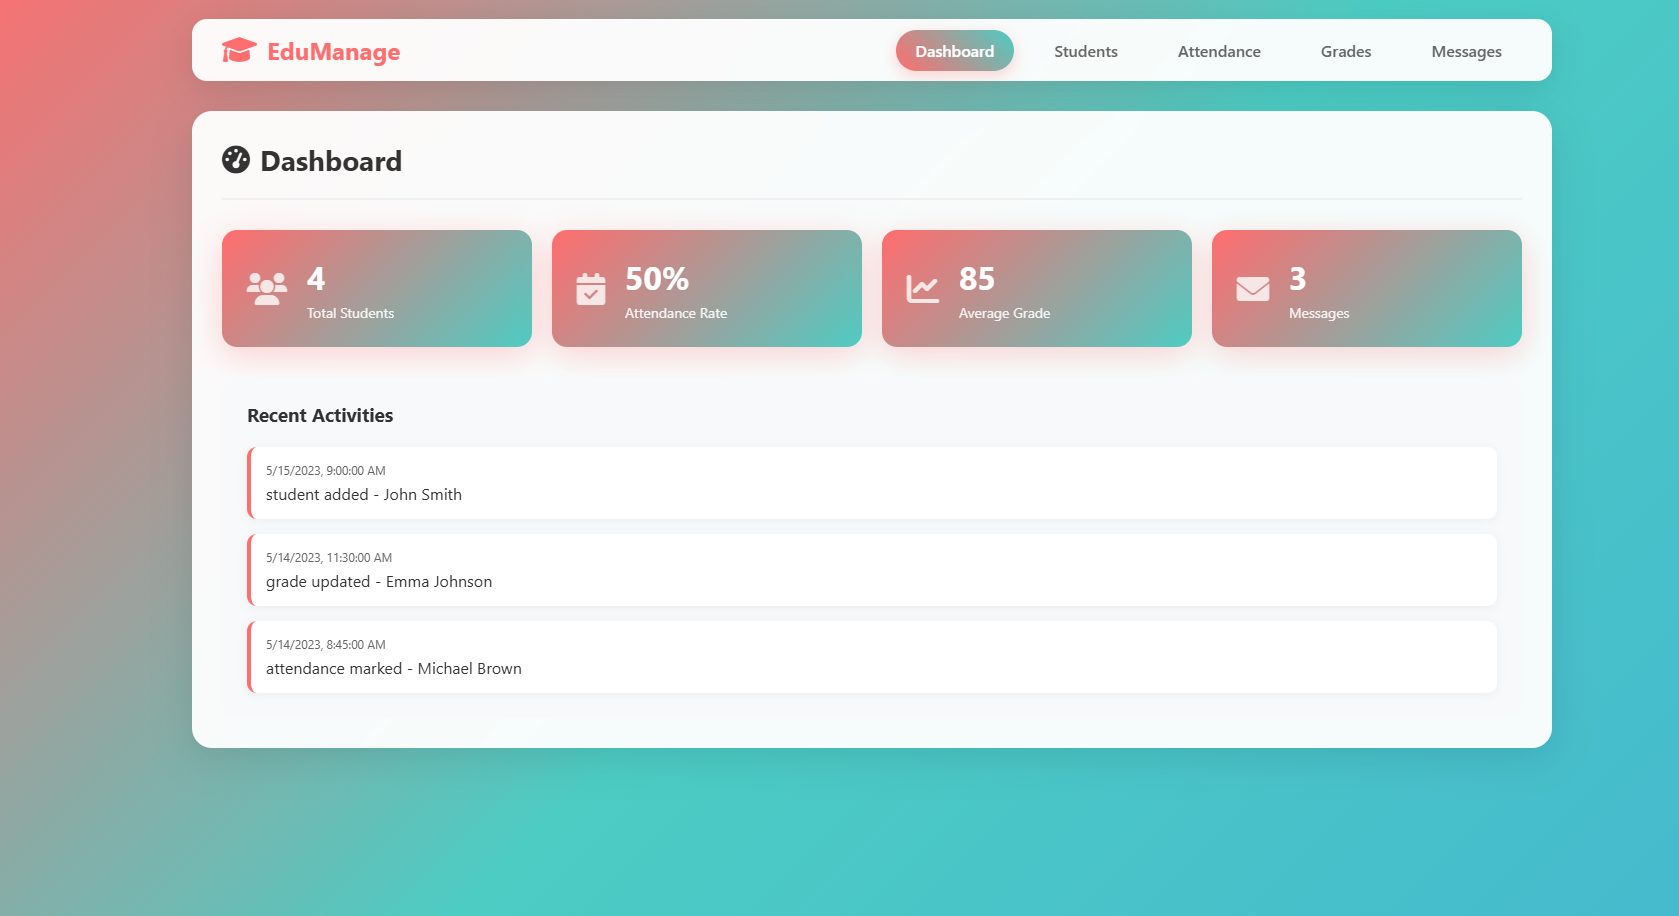 EduManage
Dashboard Students Attendance Grades Messages
Dashboard
4
Total Students
50%
Attendance Rate
85
Average Grade
3
Messages
Recent Activities
5/15/2023, 9:00:00 AM
student added - John Smith
5/14/2023, 11:30:00 AM
grade updated - Emma Johnson
5/14/2023, 8:45:00 AM
attendance marked - Michael Brown